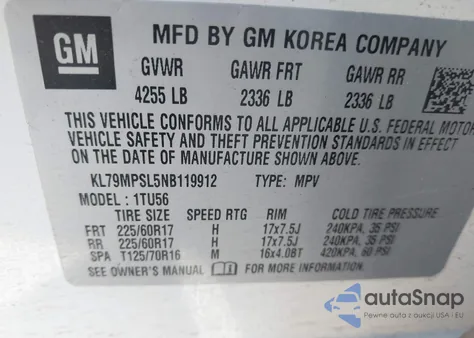 GM MFD BY GM KOREA COMPANY
GVWR GAWR FRT GAWR RR
4255 LB 2336 LB 2336 LB
THIS VEHICLE CONFORMS TO ALL APPLICABLE U.S. FEDERAL MOTOR
VEHICLE SAFETY AND THEFT PREVENTION STANDARDS IN EFFECT ON
THE DATE OF MANUFACTURE SHOWN ABOVE.
KL79MPSL5NB119912 TYPE: MPV
MODEL: 1TU56
TIRE SIZE SPEED RTG RIM COLD TIRE PRESSURE
FRT 225/60R17 H 17x7.5J 240KPA, 35 PSI
RR 225/60R17 H 17x7.5J 240KPA, 35 PSI
SPA T125/70R16 M 16x4.0BT 420KPA, 60 PSI
SEE OWNER'S MANUAL FOR MORE INFORMATION.
autoSnap
Pewne auto z USA i EU